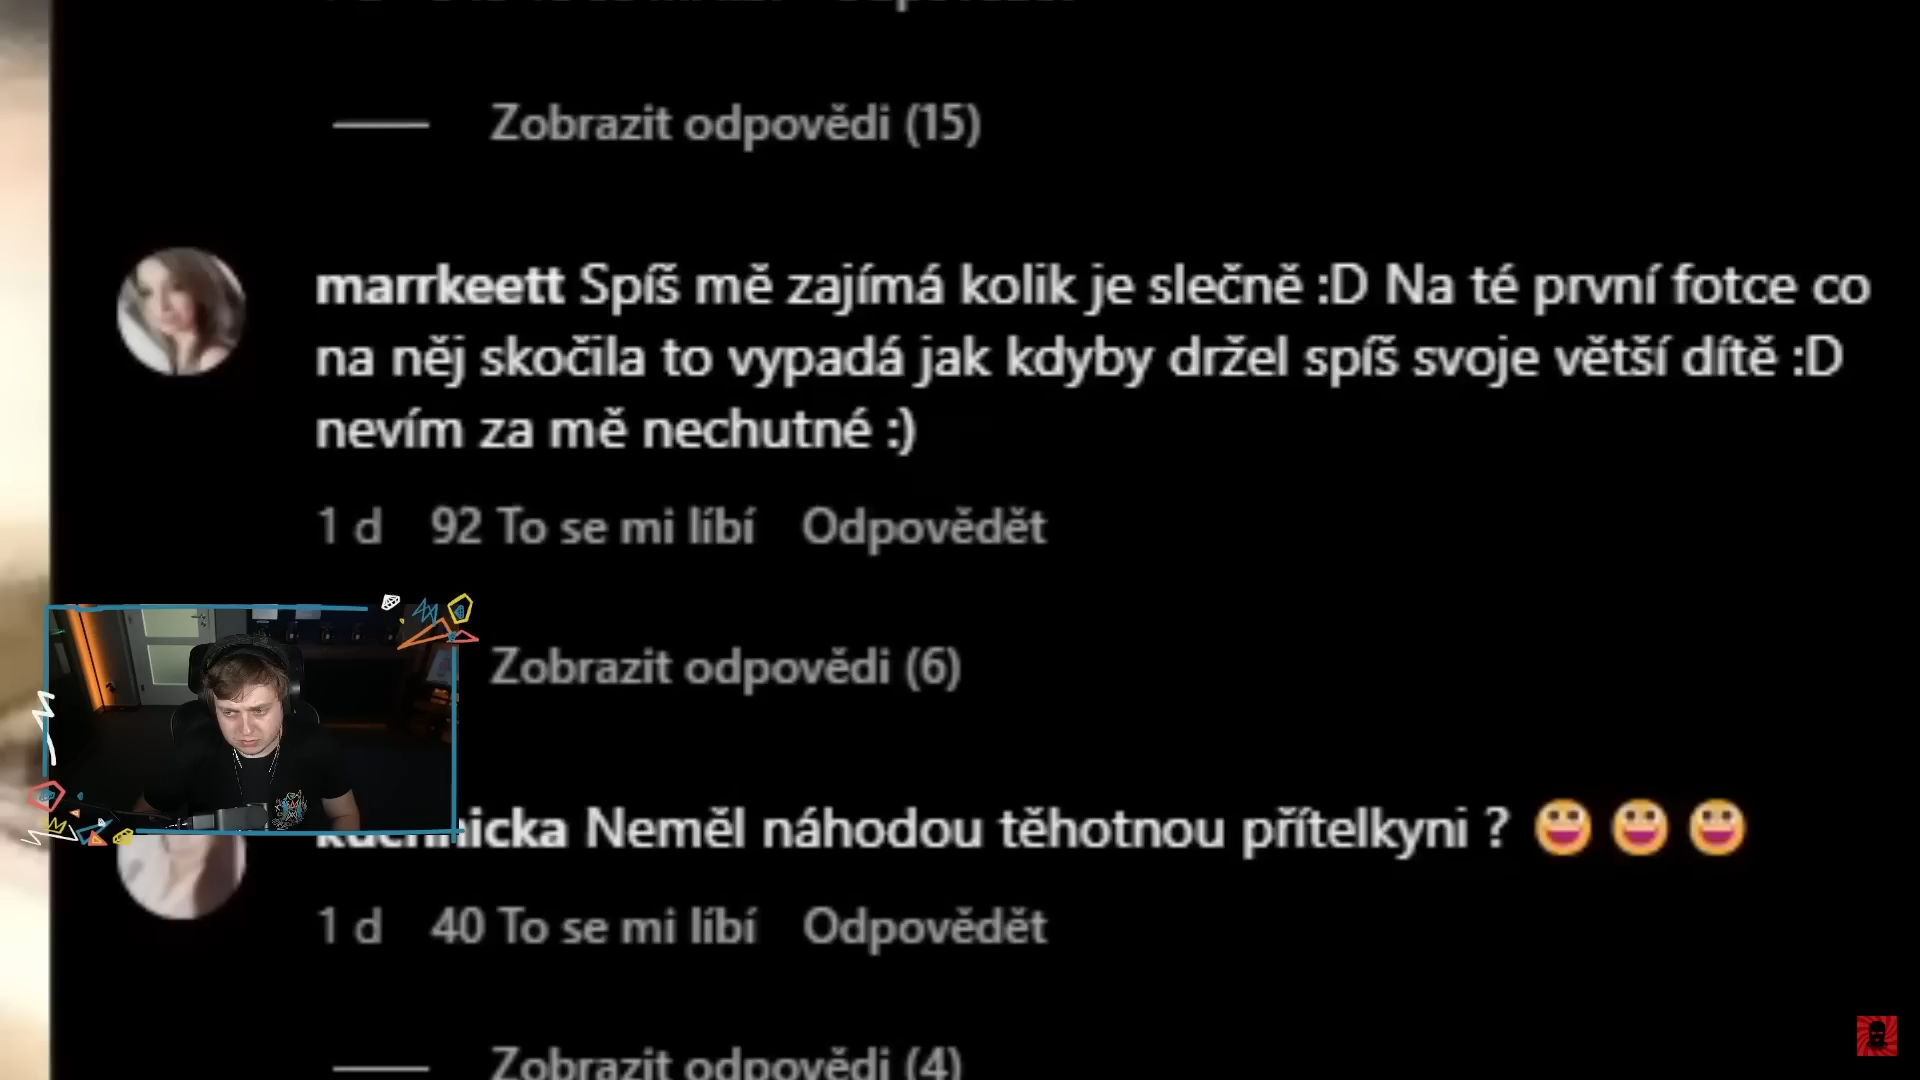 Zobrazit odpovědi (15)
marrkeett Spíš mě zajímá kolik je slečně :D Na té první fotce co
na něj skočila to vypadá jak kdyby držel spíš svoje větší dítě :D
nevím za mě nechutné :)
1 d 92 To se mi líbí Odpovědět
Zobrazit odpovědi (6)
Neměl náhodou těhotnou přítelkyni ? 😀 😀 😀
1 d 40 To se mi líbí Odpovědět
Zobrazit odpovědi (4)